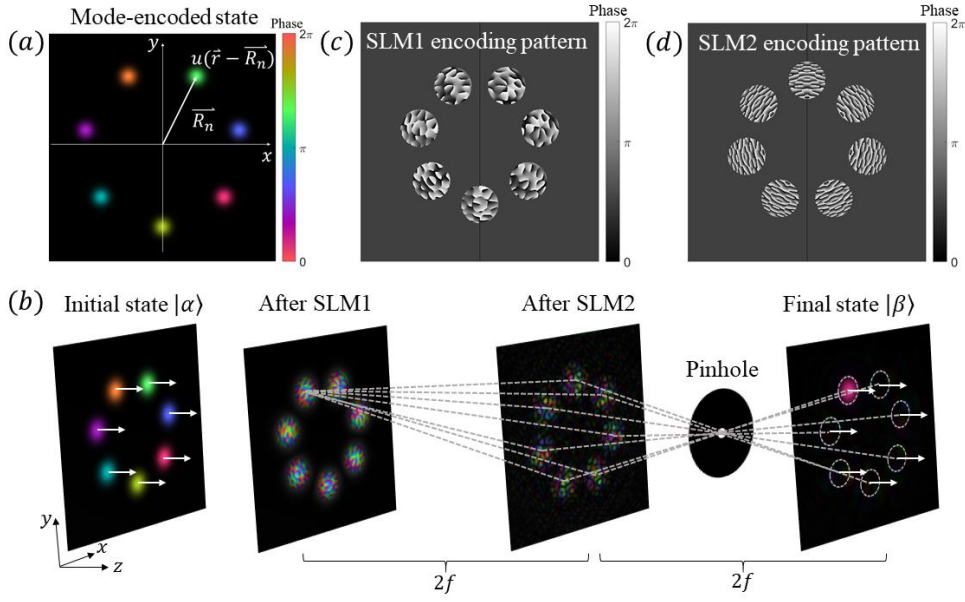 Mode-encoded state
(a)
y
x
u(r⃗ − R⃗ₙ)
R⃗ₙ
Phase
2π
π
0
(c)
SLM1 encoding pattern
Phase
2π
π
0
(d)
SLM2 encoding pattern
Phase
2π
π
0
(b)
Initial state |α⟩
After SLM1
After SLM2
Pinhole
Final state |β⟩
y
x
z
2f
2f